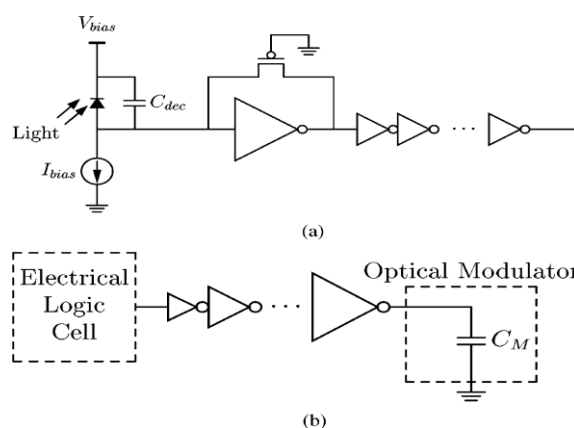 V_bias
C_dec
Light
I_bias
(a)
Electrical
Logic
Cell
Optical Modulator
C_M
(b)